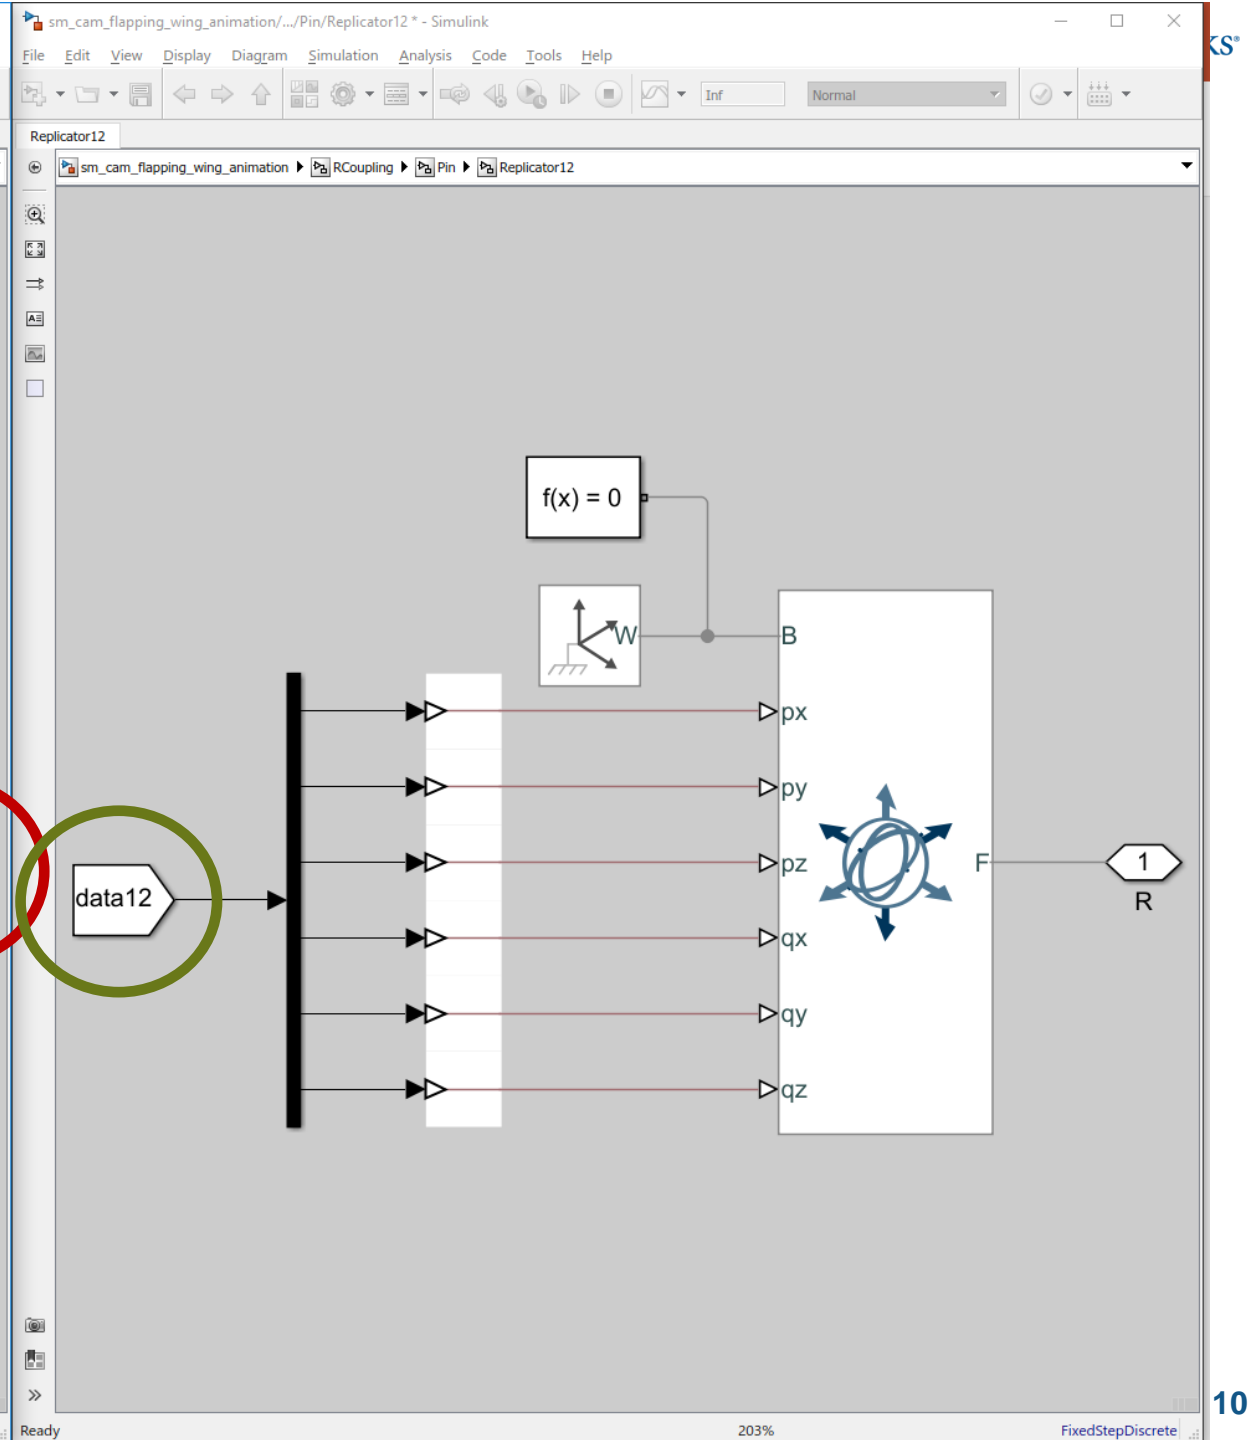 sm_cam_flapping_wing_animation/.../Pin/Replicator12 * - Simulink
KS®
File Edit View Display Diagram Simulation Analysis Code Tools Help
Inf
Normal
Replicator12
sm_cam_flapping_wing_animation RCoupling Pin Replicator12
f(x) = 0
W
B
px
py
pz
F
1
data12
R
qx
qy
qz
10
Ready
203%
FixedStepDiscrete